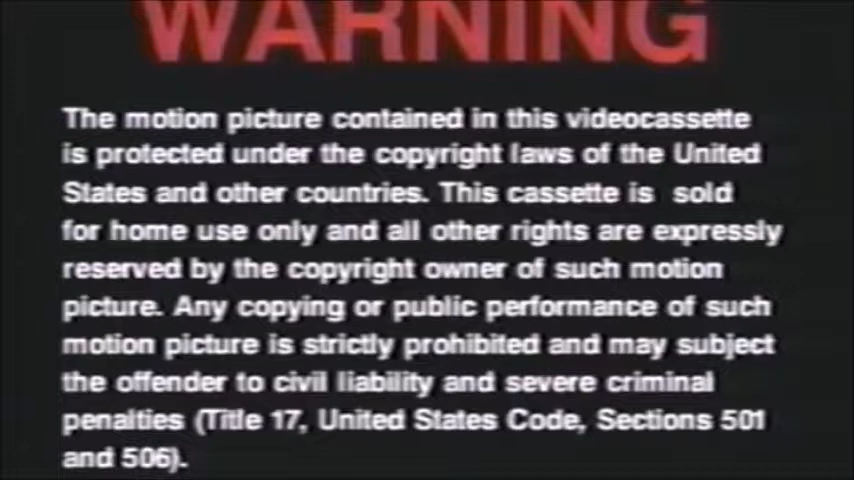 WARNING
The motion picture contained in this videocassette
is protected under the copyright laws of the United
States and other countries. This cassette is sold
for home use only and all other rights are expressly
reserved by the copyright owner of such motion
picture. Any copying or public performance of such
motion picture is strictly prohibited and may subject
the offender to civil liability and severe criminal
penalties (Title 17, United States Code, Sections 501
and 506).